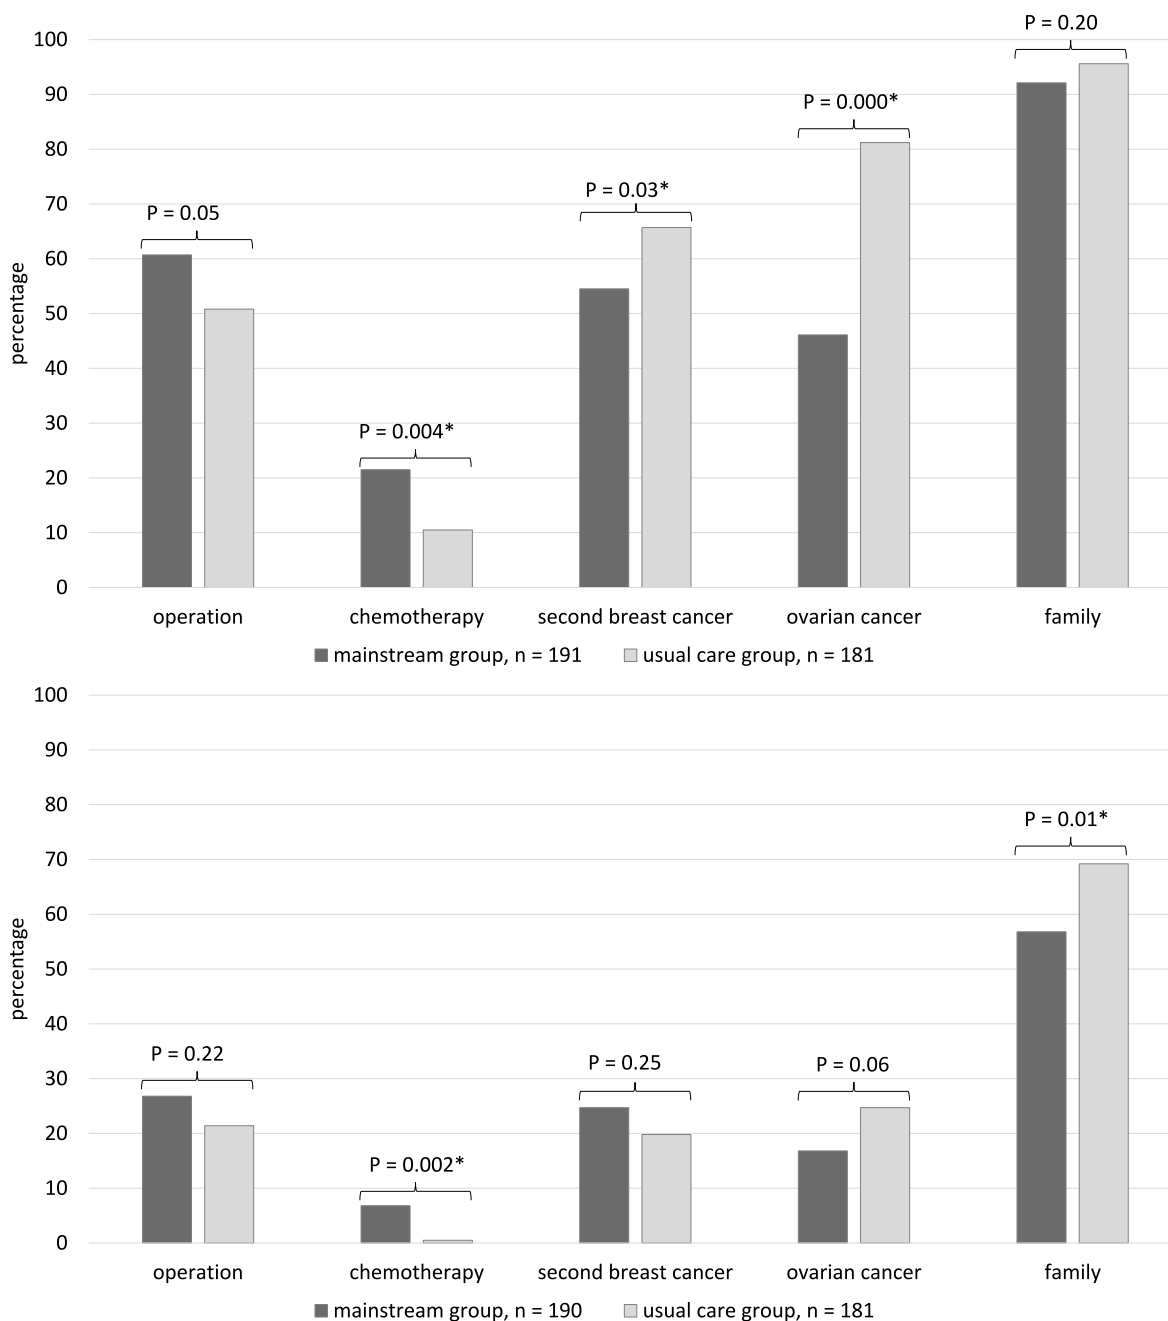 P = 0.20
100
90
P = 0.000*
80
70
P = 0.03*
P = 0.05
60
50
percentage
40
30
P = 0.004*
20
10
0
operation chemotherapy second breast cancer ovarian cancer family
mainstream group, n = 191 usual care group, n = 181
100
90
80
P = 0.01*
70
60
50
percentage
40
P = 0.22 P = 0.25 P = 0.06
30
20
P = 0.002*
10
0
operation chemotherapy second breast cancer ovarian cancer family
mainstream group, n = 190 usual care group, n = 181